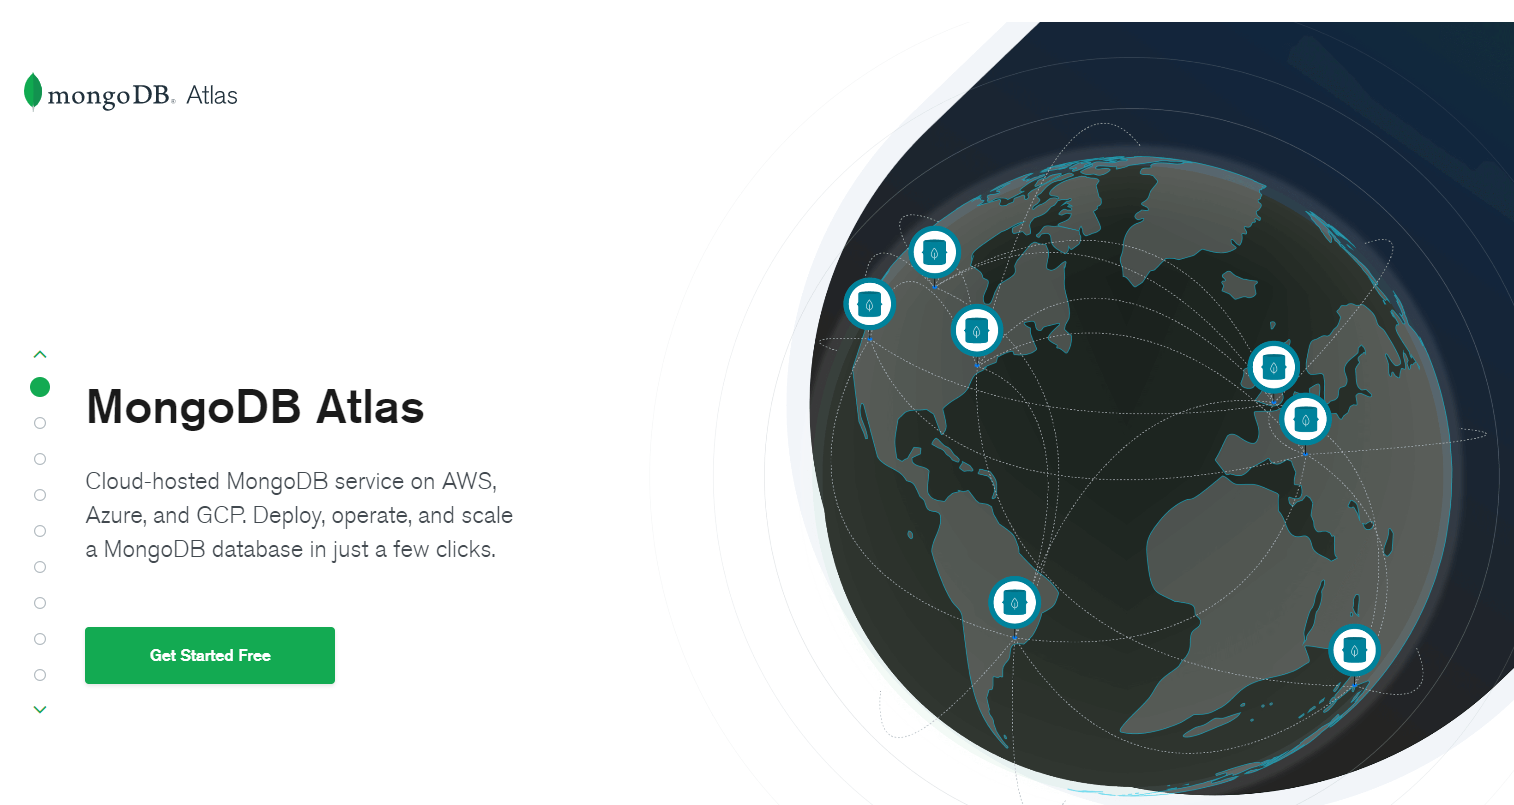 mongoDB® Atlas
MongoDB Atlas
Cloud-hosted MongoDB service on AWS,
Azure, and GCP. Deploy, operate, and scale
a MongoDB database in just a few clicks.
Get Started Free